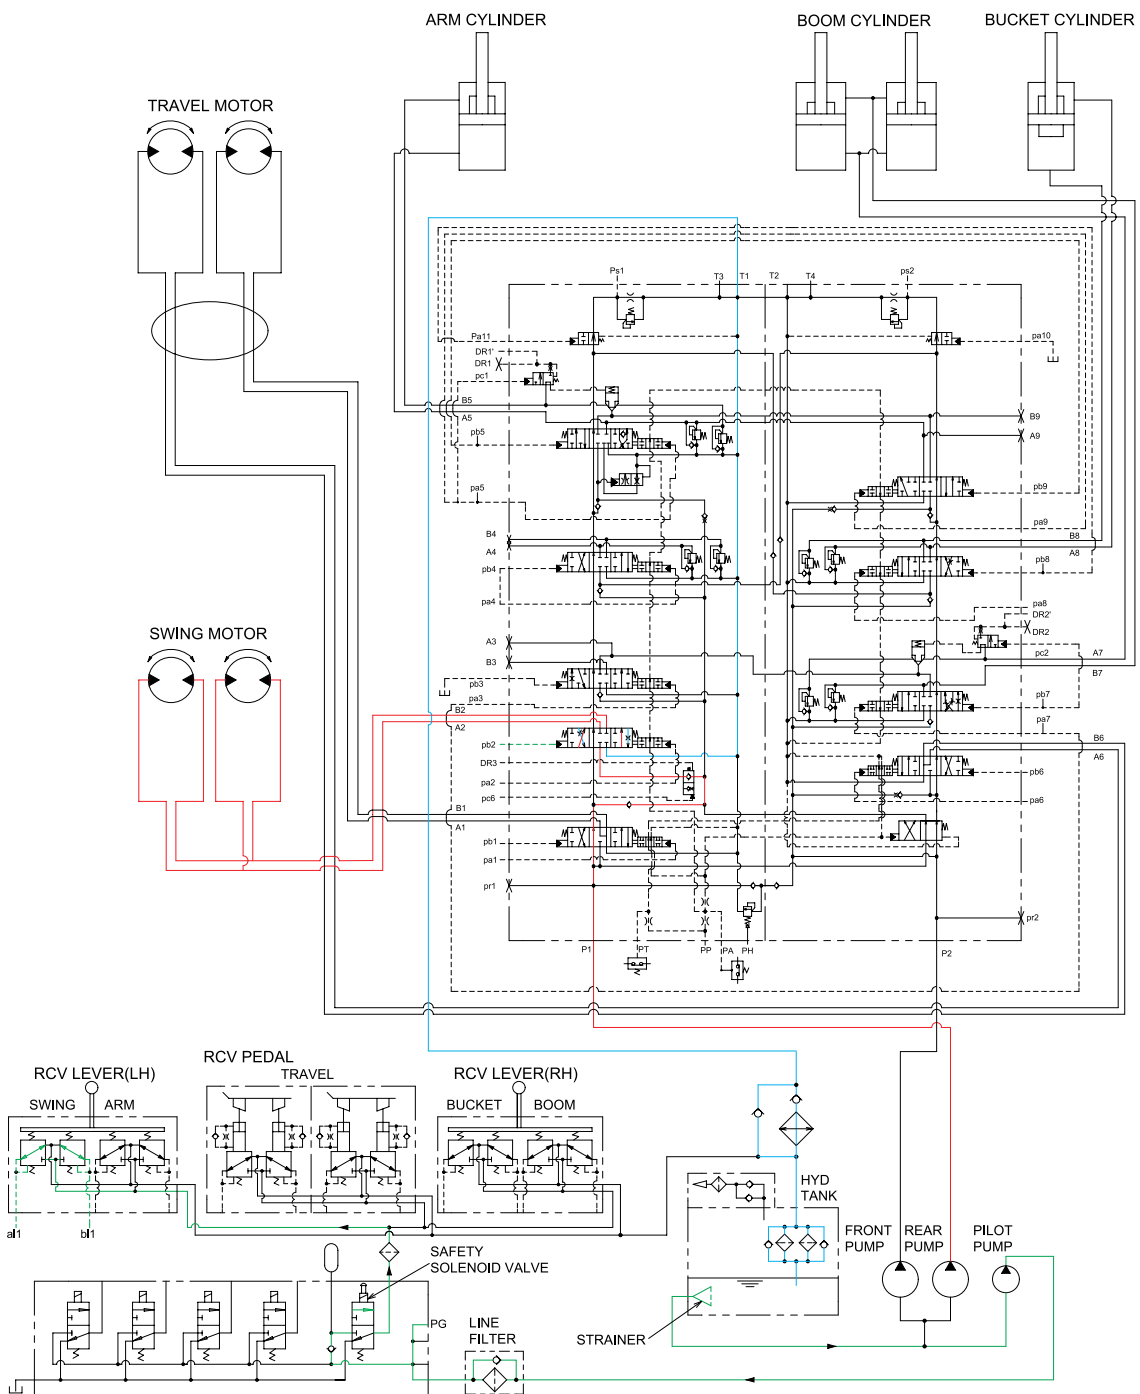 ARM CYLINDER
BOOM CYLINDER
BUCKET CYLINDER
TRAVEL MOTOR
Ps1
T3
T1
T2
T4
ps2
Pa11
pa10
DR1'
DR1
pc1
B5
A5
B9
A9
pb5
pa5
pb9
pa9
B4
A4
B8
A8
pb4
pb8
pa4
pa8
DR2'
DR2
SWING MOTOR
A3
B3
pc2
A7
B7
pb3
pa3
pb7
pa7
B2
A2
B6
A6
pb2
DR3
pa2
pb6
pc6
pa6
B1
A1
pb1
pa1
pr1
pr2
P1
PT
PP
PA
PH
P2
RCV PEDAL
RCV LEVER(LH)
TRAVEL
RCV LEVER(RH)
SWING
ARM
BUCKET
BOOM
HYD
TANK
al1
bl1
FRONT
PUMP
REAR
PUMP
PILOT
PUMP
SAFETY
SOLENOID VALVE
PG
LINE
FILTER
STRAINER